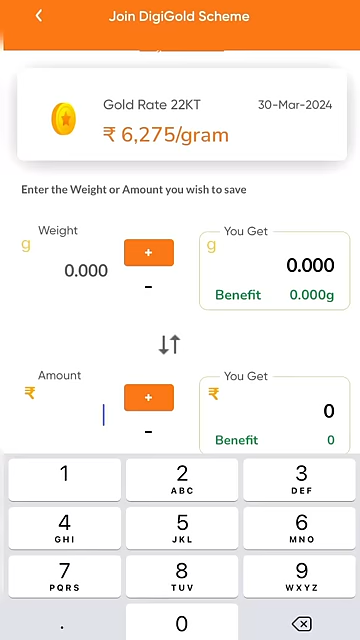 Join DigiGold Scheme
Gold Rate 22KT
30-Mar-2024
₹ 6,275/gram
Enter the Weight or Amount you wish to save
Weight
g
0.000
+
-
You Get
g
0.000
Benefit 0.000g
Amount
₹
+
-
You Get
₹
0
Benefit 0
1
2
ABC
3
DEF
4
GHI
5
JKL
6
MNO
7
PQRS
8
TUV
9
WXYZ
.
0